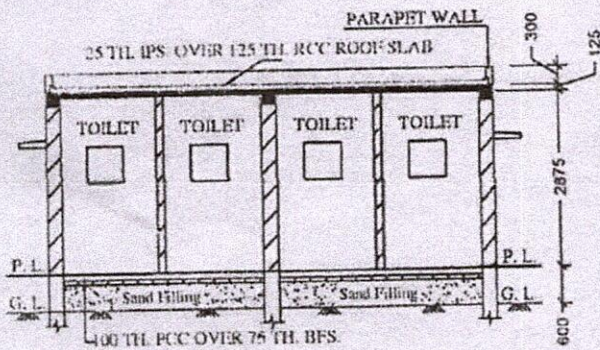 PARAPET WALL
25 TH. IPS. OVER 125 TH. RCC ROOF SLAB
300
125
TOILET TOILET TOILET TOILET
2875
P. L. P. L.
Sand Filling Sand Filling
G. L. G. L.
600
100 TH. PCC OVER 75 TH. BFS.